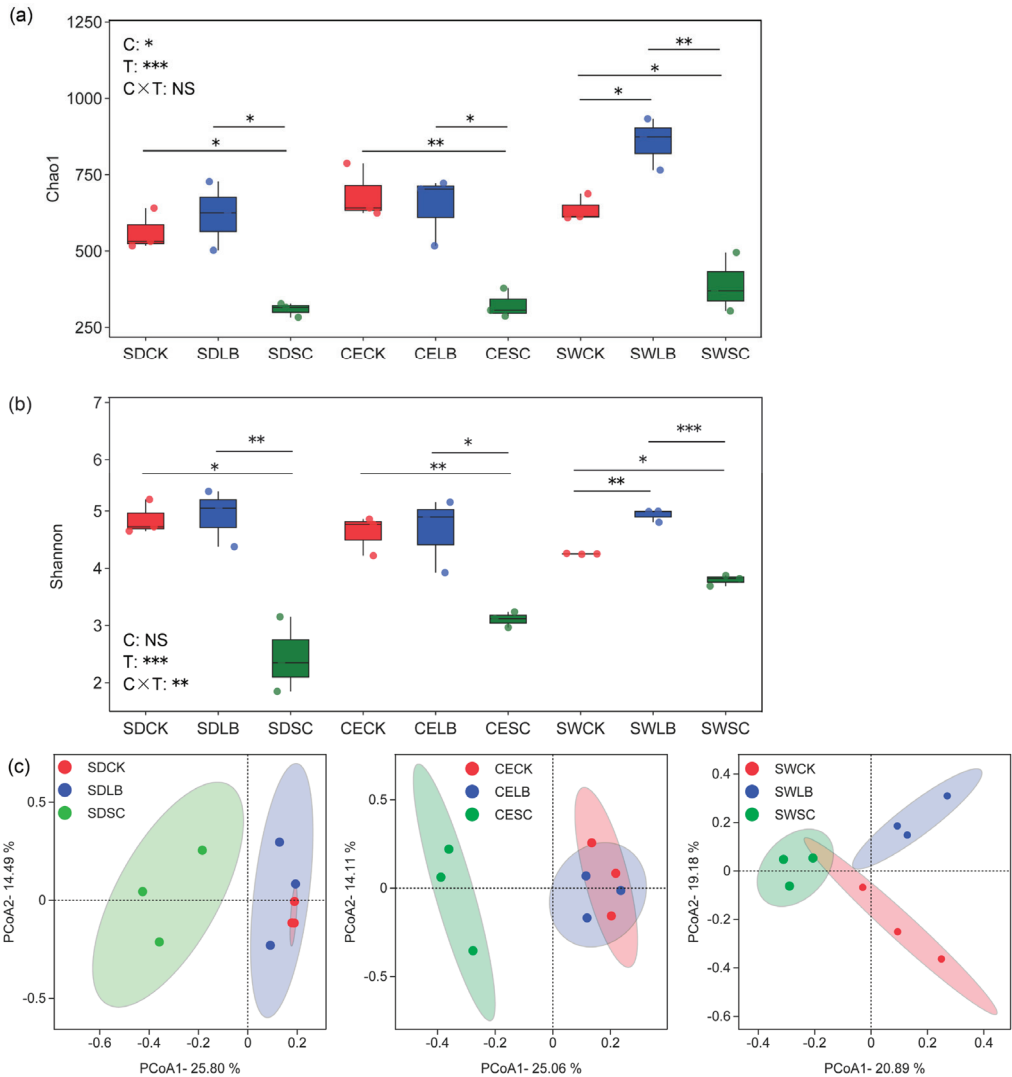 (a)
1250
1000
750
500
250
Chao1
C: *
T: ***
C×T: NS
*
*
*
**
**
*
*
SDCK SDLB SDSC CECK CELB CESC SWCK SWLB SWSC
(b)
7
6
5
4
3
2
Shannon
**
*
*
**
***
*
**
C: NS
T: ***
C×T: **
SDCK SDLB SDSC CECK CELB CESC SWCK SWLB SWSC
(c)
SDCK
SDLB
SDSC
0.5
0
-0.5
PCoA2- 14.49 %
-0.6 -0.4 -0.2 0 0.2
PCoA1- 25.80 %
CECK
CELB
CESC
0.5
0
-0.5
PCoA2- 14.11 %
-0.4 -0.2 0 0.2
PCoA1- 25.06 %
SWCK
SWLB
SWSC
0.4
0.2
0
-0.2
-0.4
-0.6
PCoA2- 19.18 %
-0.4 -0.2 0 0.2 0.4
PCoA1- 20.89 %